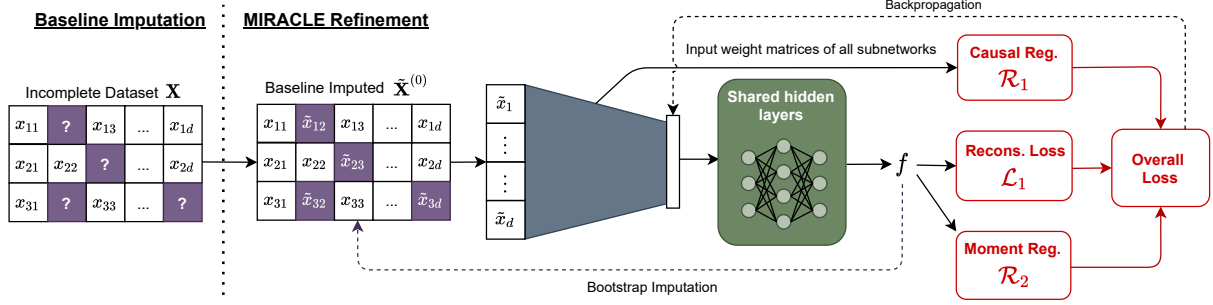 Baseline Imputation
MIRACLE Refinement
Backpropagation
Input weight matrices of all subnetworks
Incomplete Dataset X
x₁₁ ? x₁₃ ... x₁d
x₂₁ x₂₂ ? ... x₂d
x₃₁ ? x₃₃ ... ?
Baseline Imputed X̃⁽⁰⁾
x₁₁ x̃₁₂ x₁₃ ... x₁d
x₂₁ x₂₂ x̃₂₃ ... x₂d
x₃₁ x̃₃₂ x₃₃ ... x̃₃d
x̃₁
⋮
⋮
x̃d
Shared hidden
layers
f
Causal Reg.
R₁
Recons. Loss
L₁
Moment Reg.
R₂
Overall
Loss
Bootstrap Imputation